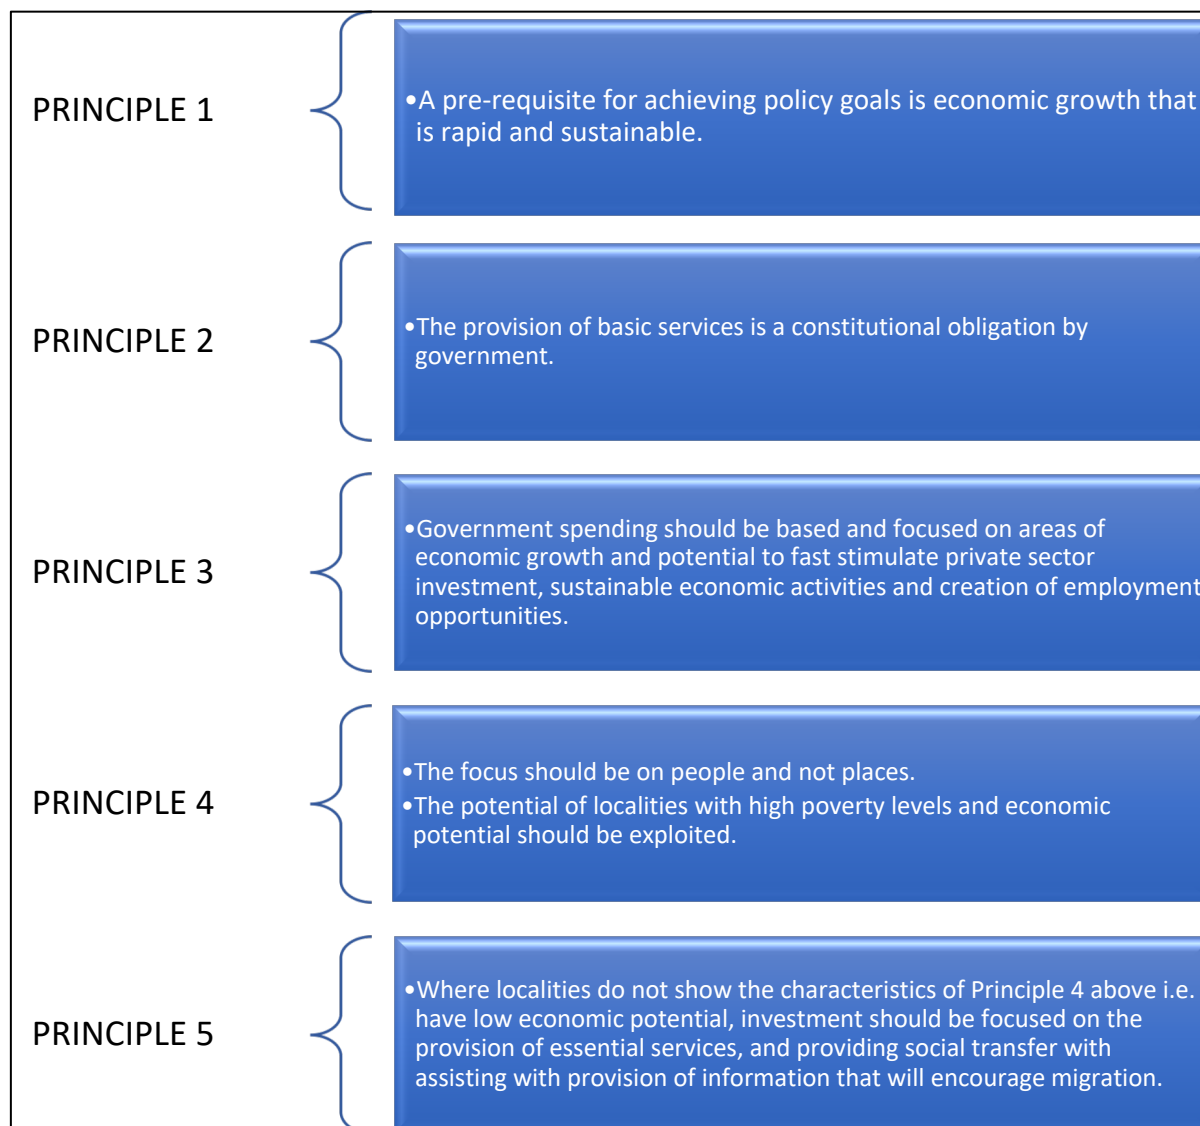 PRINCIPLE 1
•A pre-requisite for achieving policy goals is economic growth that
is rapid and sustainable.
PRINCIPLE 2
•The provision of basic services is a constitutional obligation by
government.
PRINCIPLE 3
•Government spending should be based and focused on areas of
economic growth and potential to fast stimulate private sector
investment, sustainable economic activities and creation of employment
opportunities.
PRINCIPLE 4
•The focus should be on people and not places.
•The potential of localities with high poverty levels and economic
potential should be exploited.
PRINCIPLE 5
•Where localities do not show the characteristics of Principle 4 above i.e.
have low economic potential, investment should be focused on the
provision of essential services, and providing social transfer with
assisting with provision of information that will encourage migration.